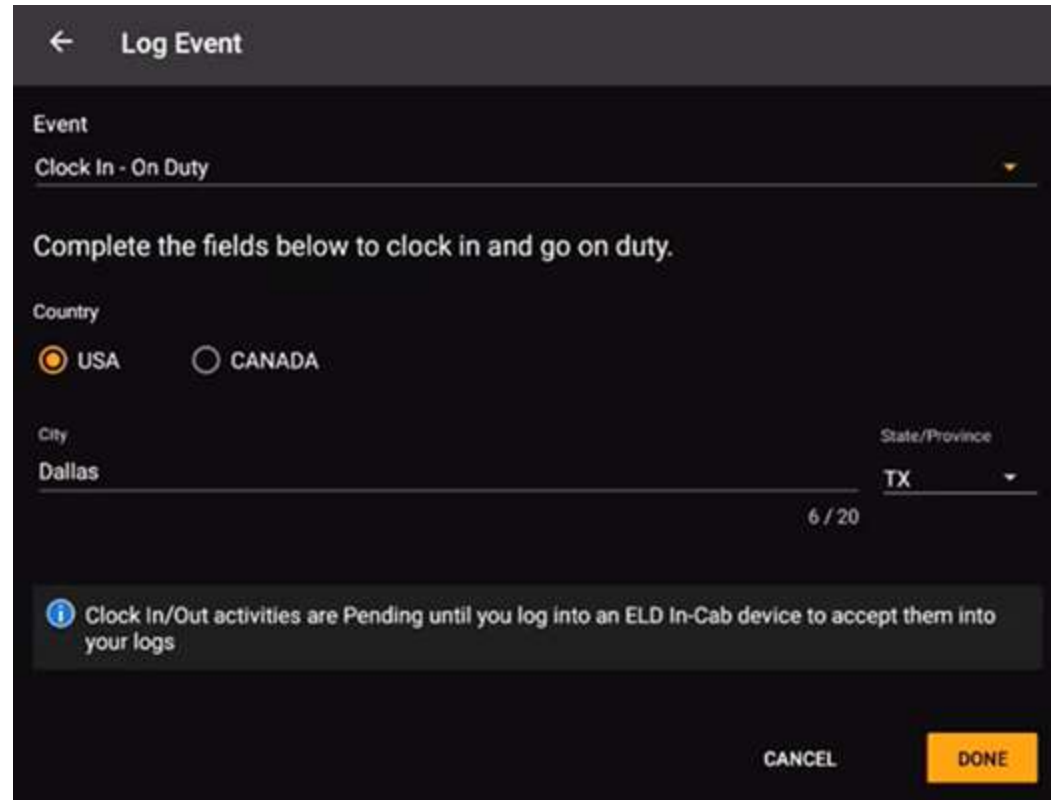 Log Event
Event
Clock In - On Duty
Complete the fields below to clock in and go on duty.
Country
USA CANADA
City State/Province
Dallas TX
6 / 20
Clock In/Out activities are Pending until you log into an ELD In-Cab device to accept them into
your logs
CANCEL DONE